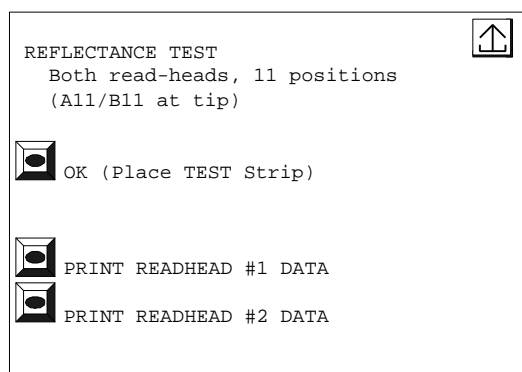 REFLECTANCE TEST
Both read-heads, 11 positions
(A11/B11 at tip)
OK (Place TEST Strip)
PRINT READHEAD #1 DATA
PRINT READHEAD #2 DATA